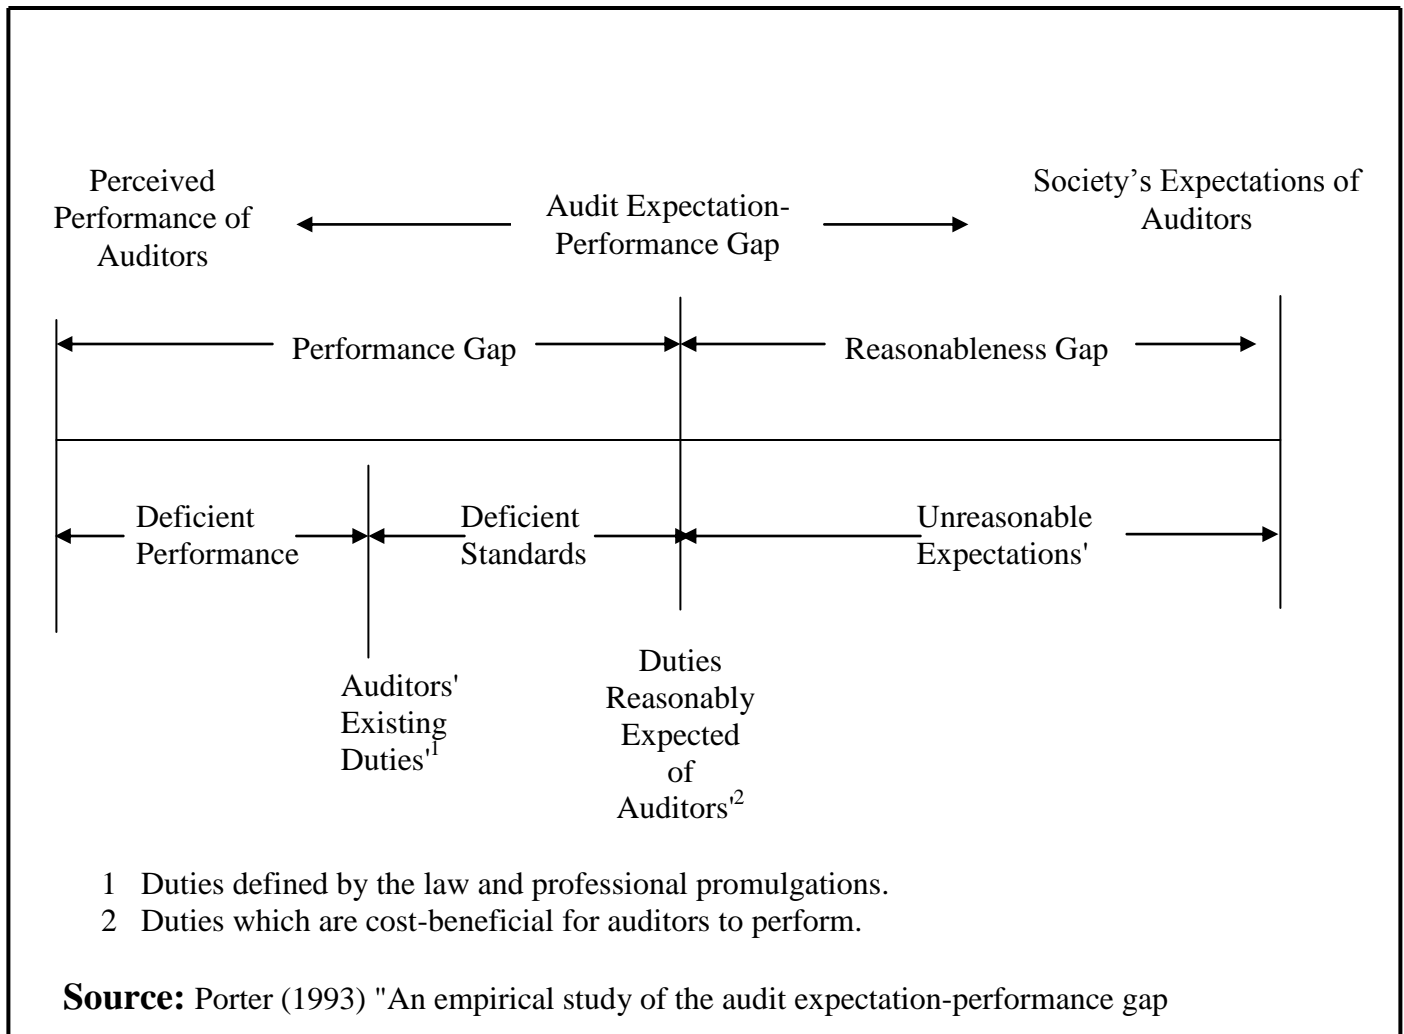 Perceived
Performance of
Auditors
Audit Expectation-
Performance Gap
Society’s Expectations of
Auditors
Performance Gap
Reasonableness Gap
Deficient
Performance
Deficient
Standards
Unreasonable
Expectations'
Auditors'
Existing
Duties'1
Duties
Reasonably
Expected
of
Auditors'2
1 Duties defined by the law and professional promulgations.
2 Duties which are cost-beneficial for auditors to perform.
Source: Porter (1993) "An empirical study of the audit expectation-performance gap